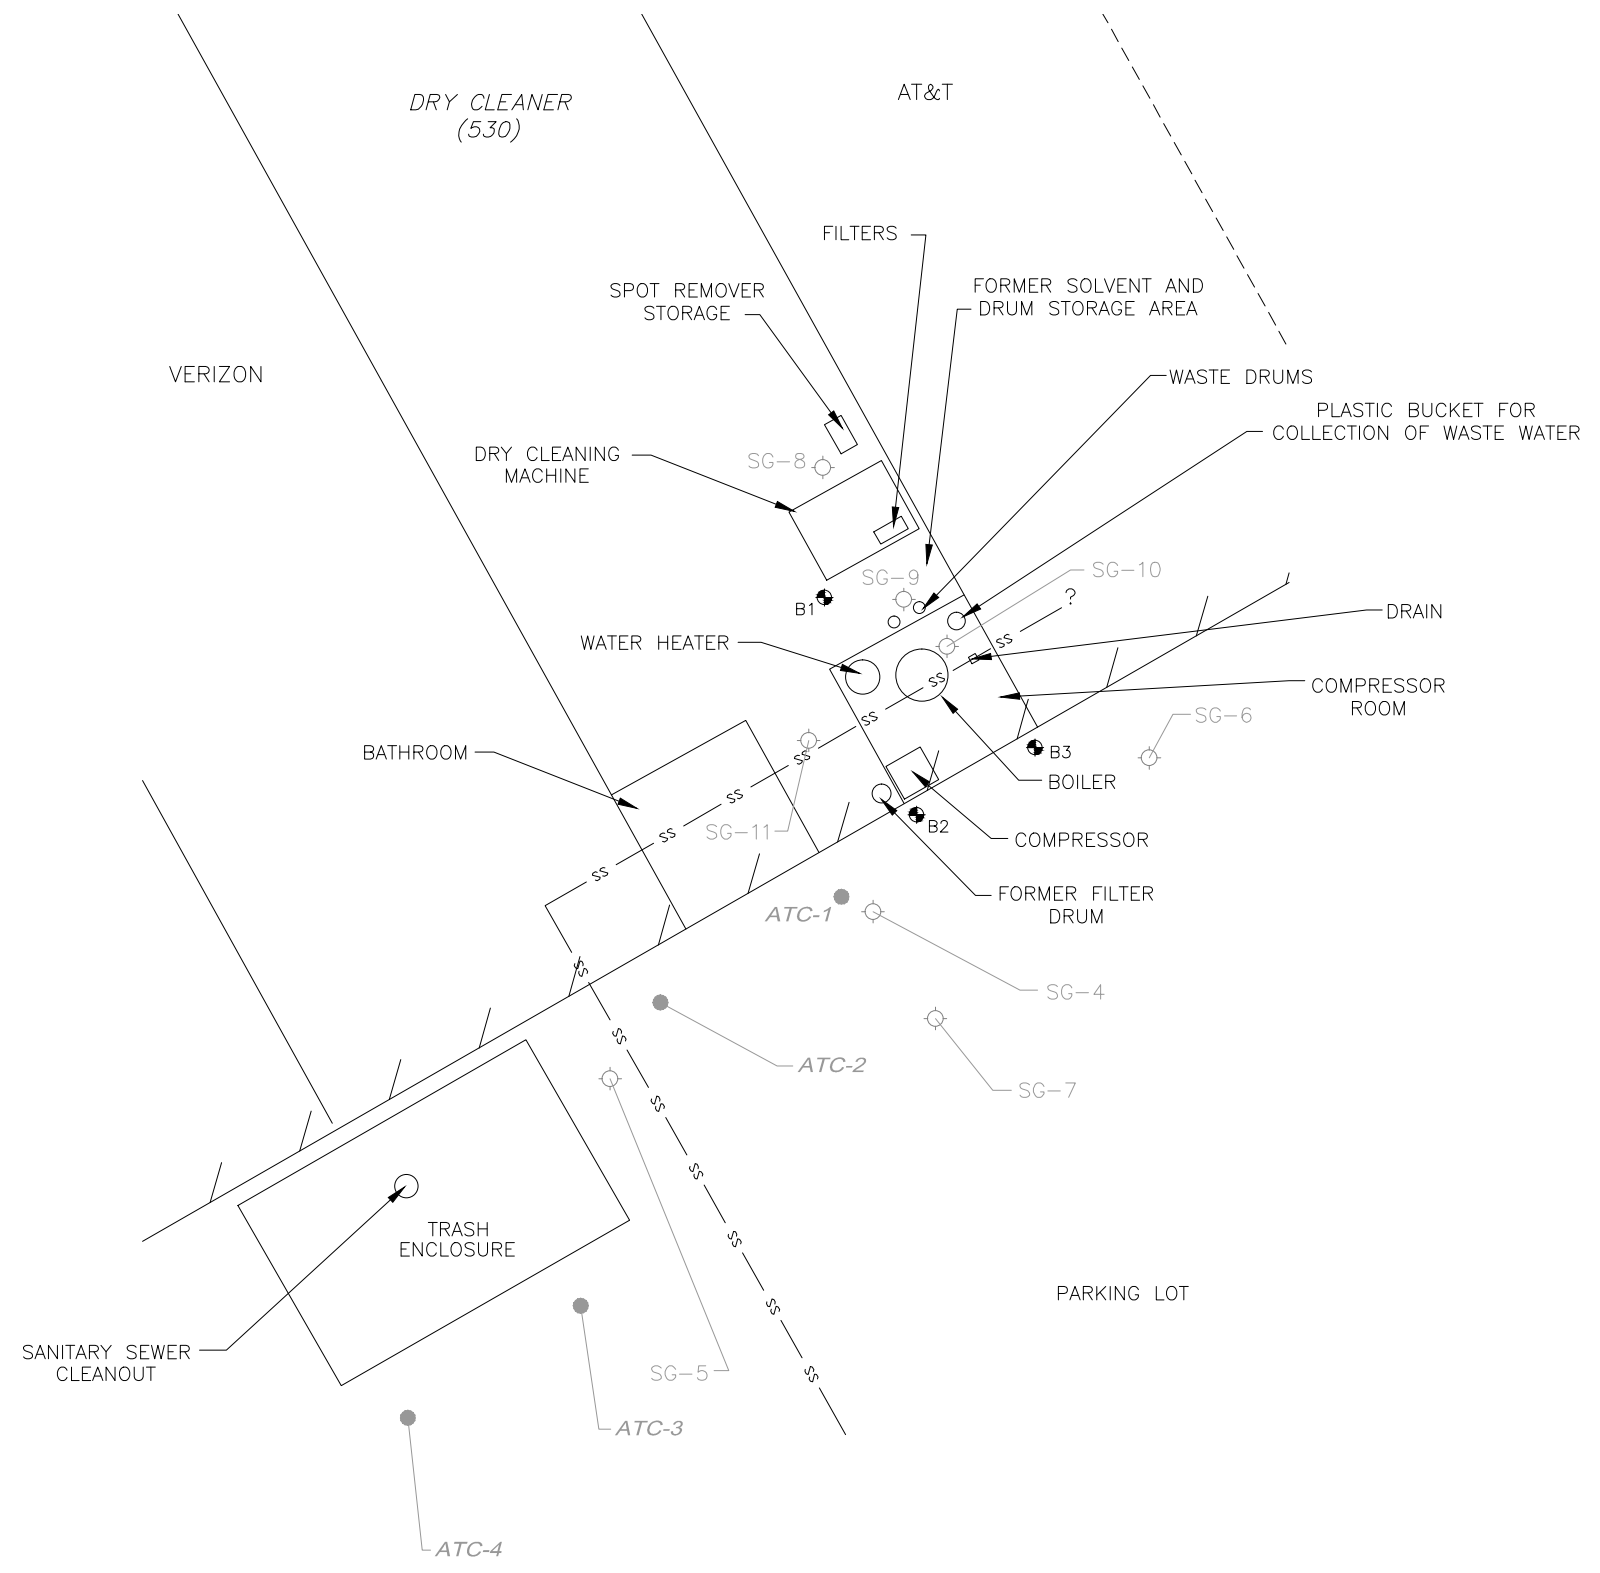 DRY CLEANER
(530)
AT&T
FILTERS
FORMER SOLVENT AND
DRUM STORAGE AREA
SPOT REMOVER
STORAGE
VERIZON
WASTE DRUMS
PLASTIC BUCKET FOR
COLLECTION OF WASTE WATER
DRY CLEANING
MACHINE
SG-8
SG-9
SG-10
?
B1
DRAIN
WATER HEATER
SS
SS
COMPRESSOR
ROOM
SS
SG-6
BATHROOM
SS
B3
BOILER
SS
SG-11
SS
B2
COMPRESSOR
SS
FORMER FILTER
DRUM
ATC-1
SS
SG-4
SS
ATC-2
SG-7
SS
SS
TRASH
ENCLOSURE
SS
PARKING LOT
SS
SANITARY SEWER
CLEANOUT
SG-5
SS
ATC-3
ATC-4